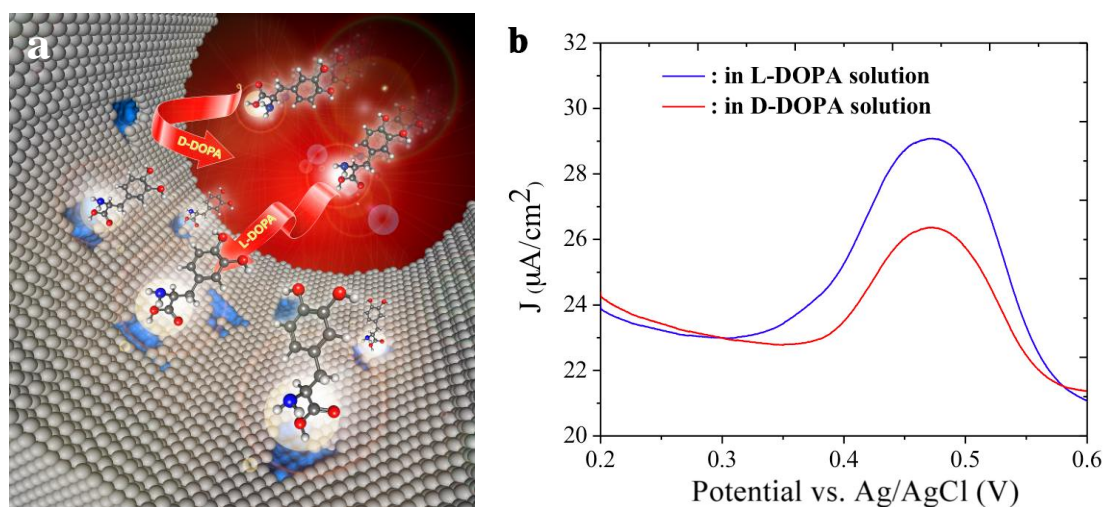 a
D-DOPA
L-DOPA
b
32
30
28
26
24
22
20
: in L-DOPA solution
: in D-DOPA solution
J (μA/cm²)
0.2 0.3 0.4 0.5 0.6
Potential vs. Ag/AgCl (V)